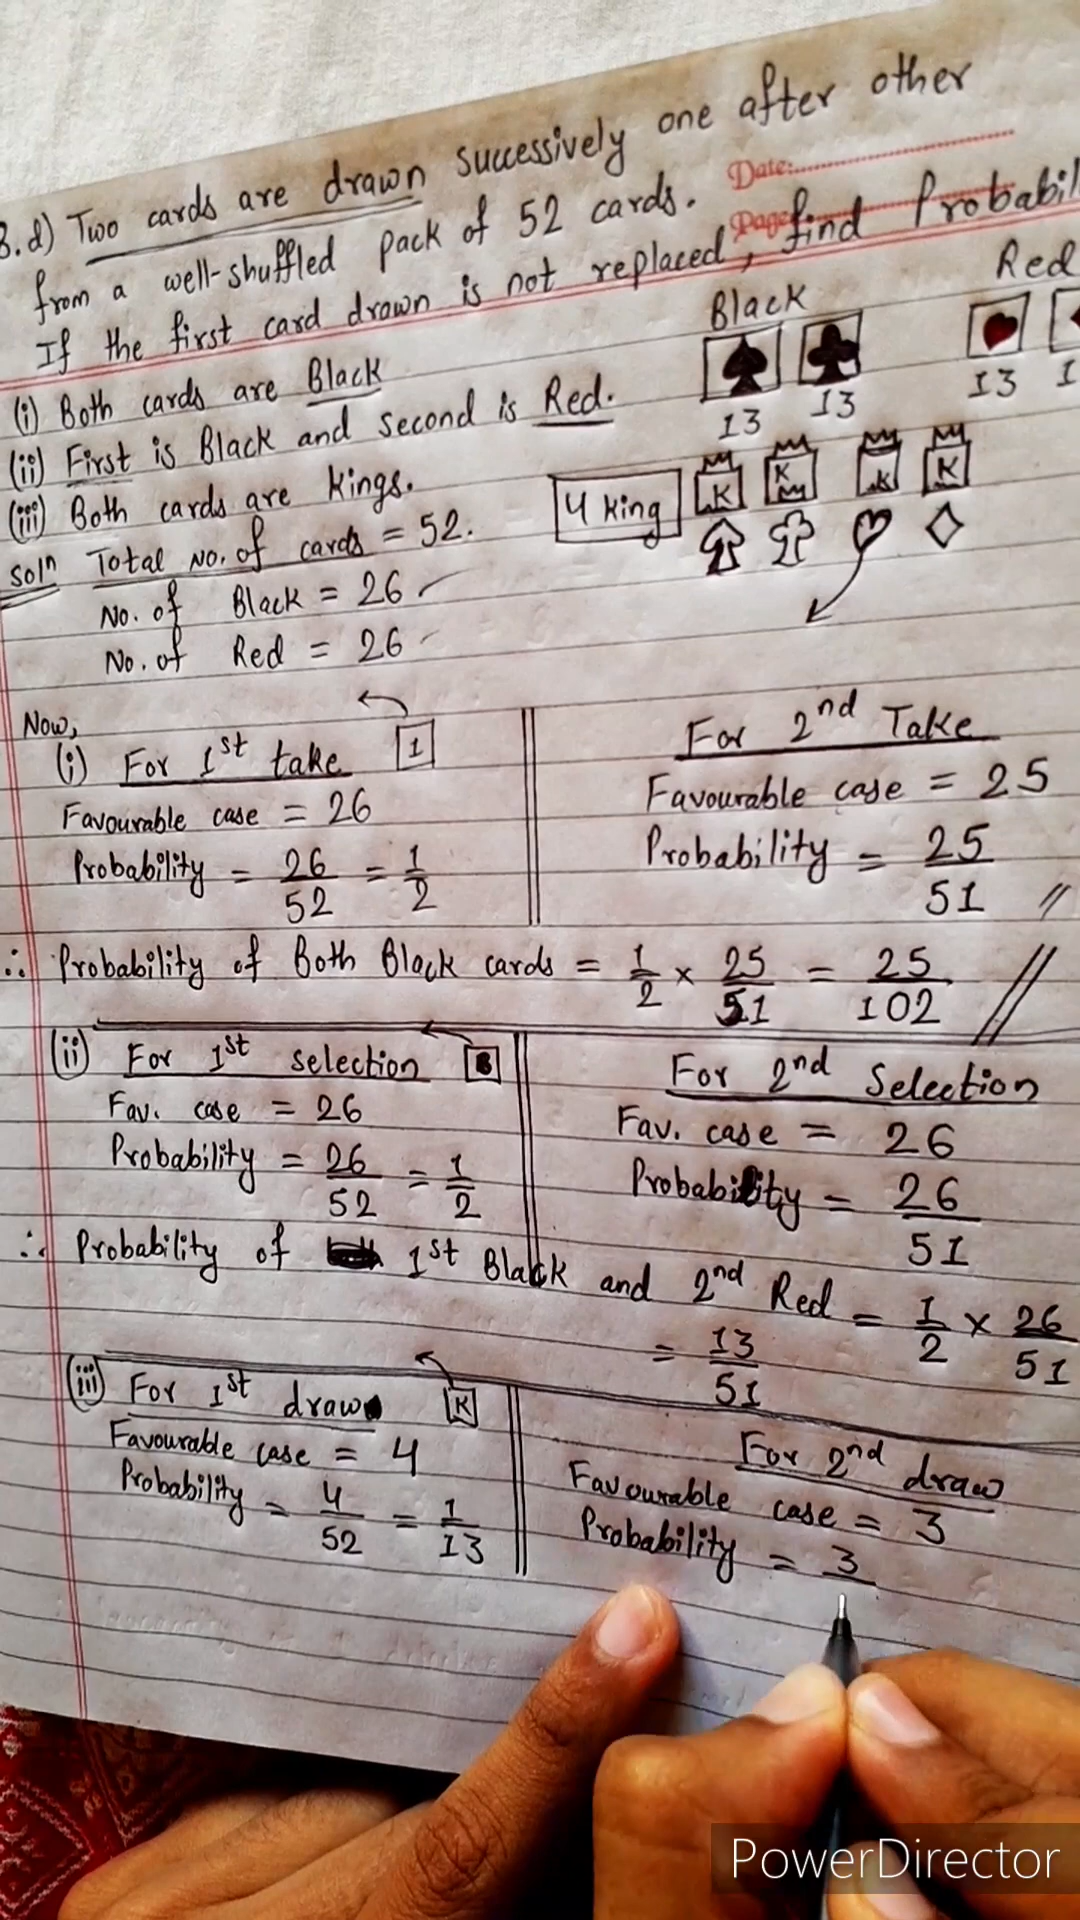 3.d) Two cards are drawn successively one after other
from a well-shuffled pack of 52 cards.
Date:
Page:
If the first card drawn is not replaced, find Probabil
(i) Both cards are Black
(ii) First is Black and second is Red.
(iii) Both cards are kings.
Black
Red
13 13
13 1
4 king
K K K K
Soln Total No. of cards = 52.
No. of Black = 26
No. of Red = 26
Now,
(i) For 1st take 1
Favourable case = 26
Probability = 26/52 = 1/2
For 2nd Take
Favourable case = 25
Probability = 25/51
∴ Probability of Both Black cards = 1/2 × 25/51 = 25/102
(ii) For 1st selection B
Fav. case = 26
Probability = 26/52 = 1/2
For 2nd Selection
Fav. case = 26
Probability = 26/51
∴ Probability of 1st Black and 2nd Red = 1/2 × 26/51
= 13/51
(iii) For 1st draw K
Favourable case = 4
Probability = 4/52 = 1/13
For 2nd draw
Favourable case = 3
Probability = 3
PowerDirector